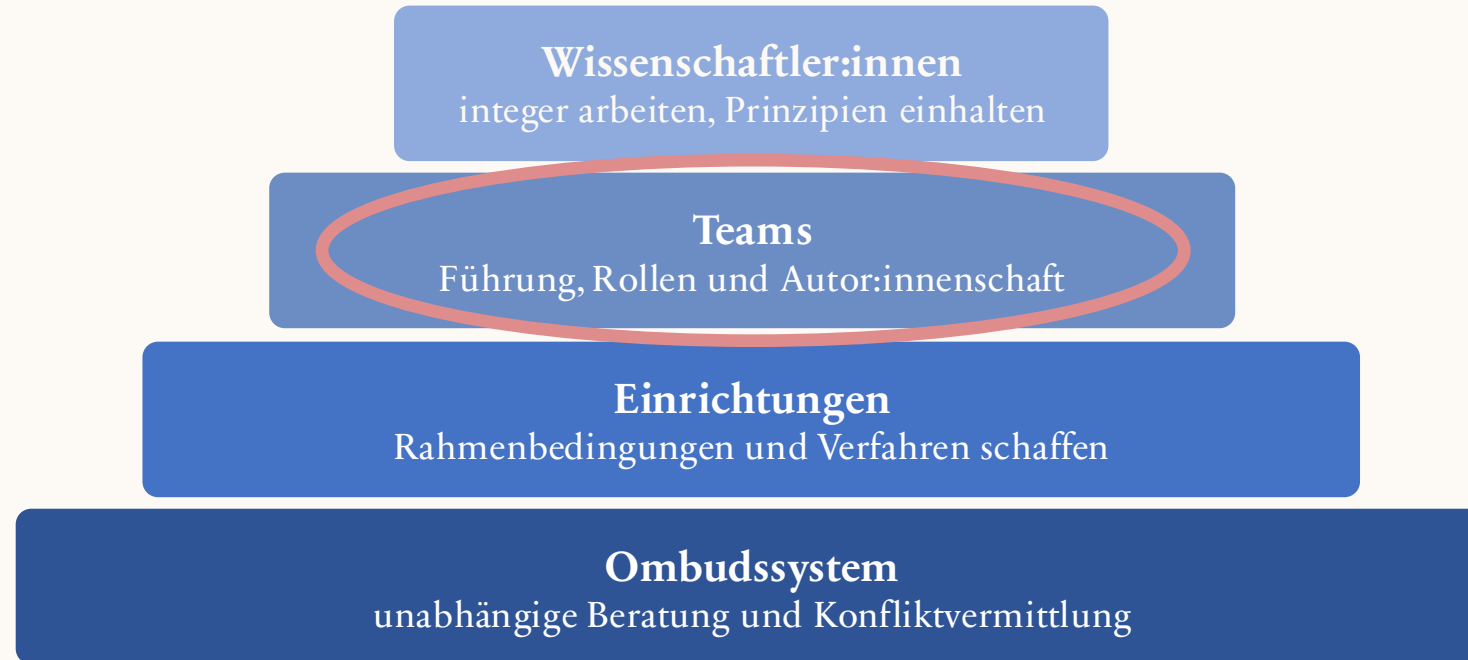 Wissenschaftler:innen
integer arbeiten, Prinzipien einhalten
Teams
Führung, Rollen und Autor:innenschaft
Einrichtungen
Rahmenbedingungen und Verfahren schaffen
Ombudssystem
unabhängige Beratung und Konfliktvermittlung